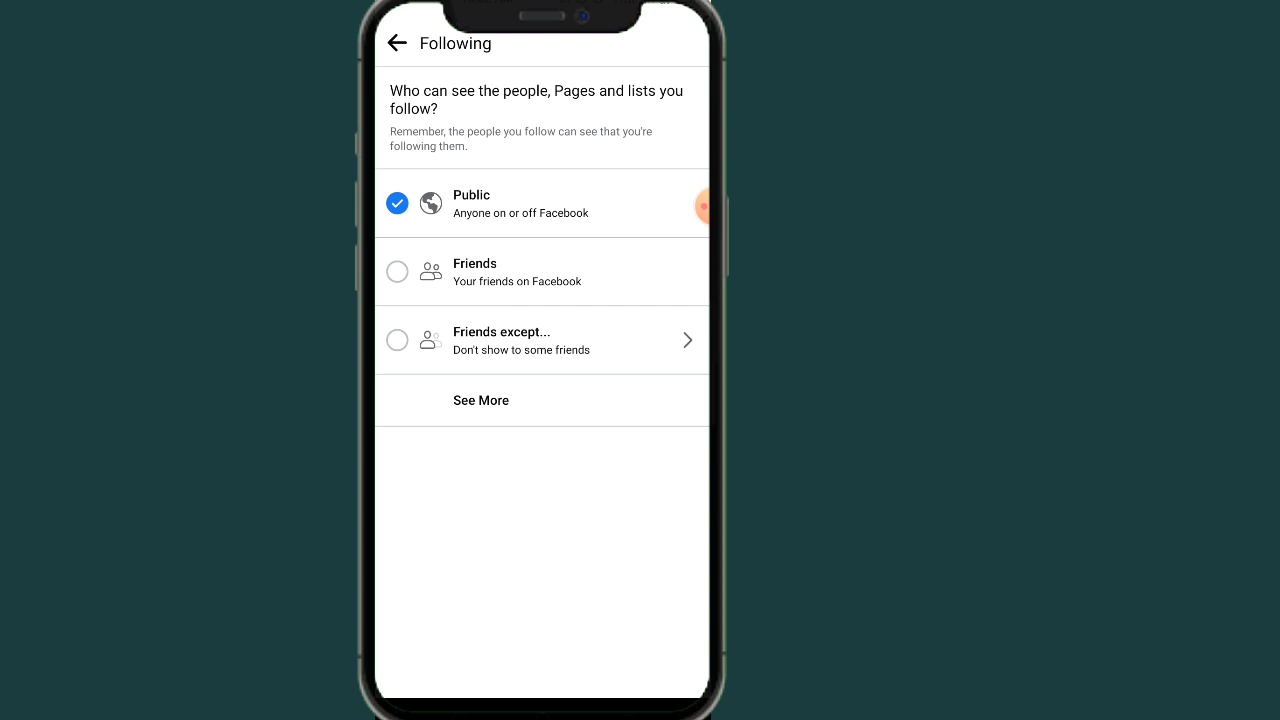 Following
Who can see the people, Pages and lists you
follow?
Remember, the people you follow can see that you're
following them.
Public
Anyone on or off Facebook
Friends
Your friends on Facebook
Friends except...
Don't show to some friends
See More